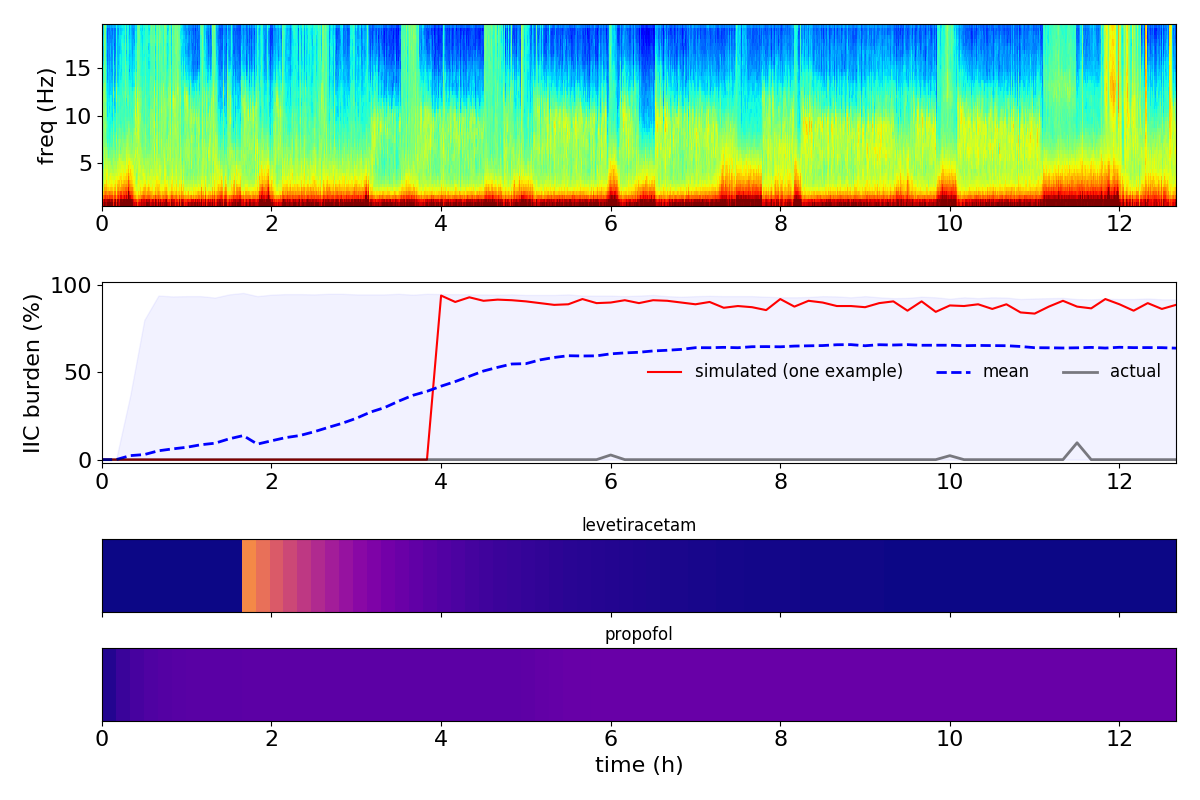 freq (Hz)
15
10
5
0 2 4 6 8 10 12
IIC burden (%)
100
50
0
simulated (one example) mean actual
0 2 4 6 8 10 12
levetiracetam
propofol
0 2 4 6 8 10 12
time (h)